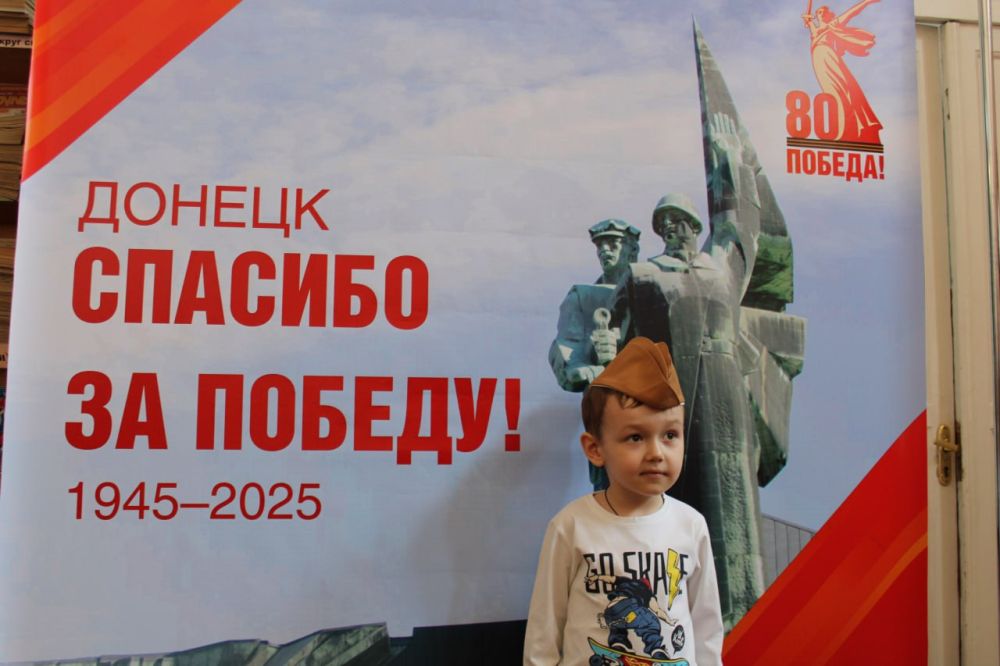 ДОНЕЦК
СПАСИБО
ЗА ПОБЕДУ!
1945–2025
80
ПОБЕДА!
GO SKATE